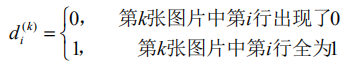 d_i^{(k)} = { 0, 第k张图片中第i行出现了0
1, 第k张图片中第i行全为1